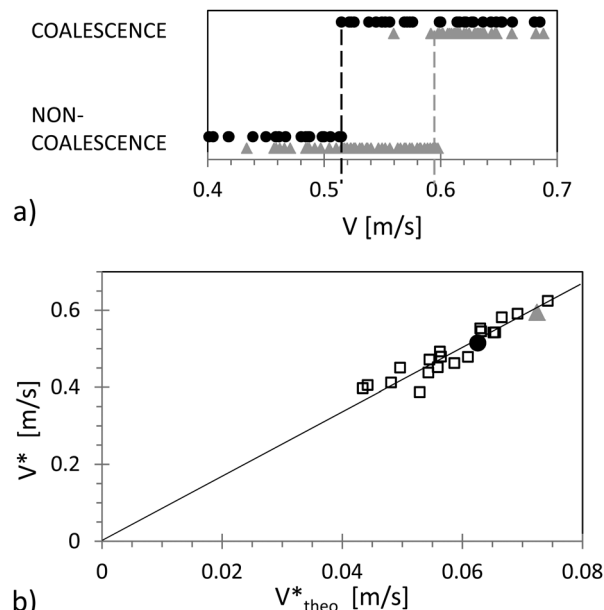 COALESCENCE
NON-
COALESCENCE
0.4 0.5 0.6 0.7
V [m/s]
a)
0.6
0.4
0.2
0
V* [m/s]
0 0.02 0.04 0.06 0.08
V*theo [m/s]
b)